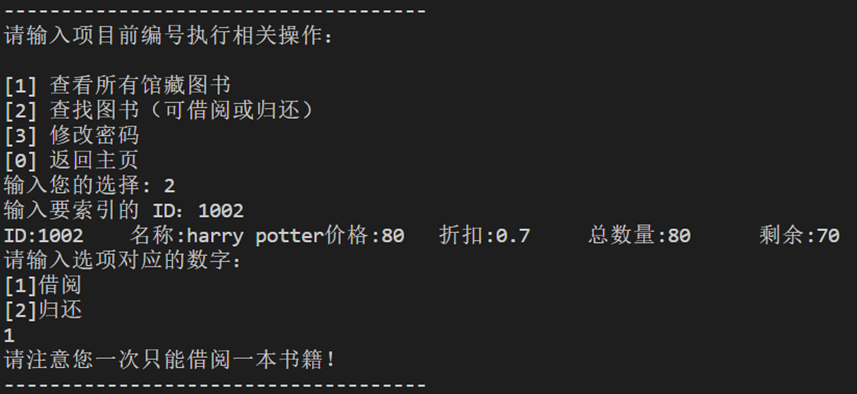 -------------------------------------
请输入项目前编号执行相关操作：
[1] 查看所有馆藏图书
[2] 查找图书（可借阅或归还）
[3] 修改密码
[0] 返回主页
输入您的选择: 2
输入要索引的 ID：1002
ID:1002    名称:harry potter价格:80   折扣:0.7     总数量:80      剩余:70
请输入选项对应的数字：
[1]借阅
[2]归还
1
请注意您一次只能借阅一本书籍！
-------------------------------------